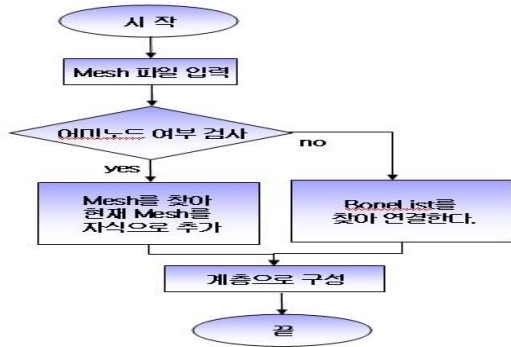 시 작
Mesh 파일 입력
어미노드 여부 검사
no
yes
Mesh를 찾아
현재 Mesh를
자식으로 추가
BoneList를
찾아 연결한다.
계층으로 구성
끝